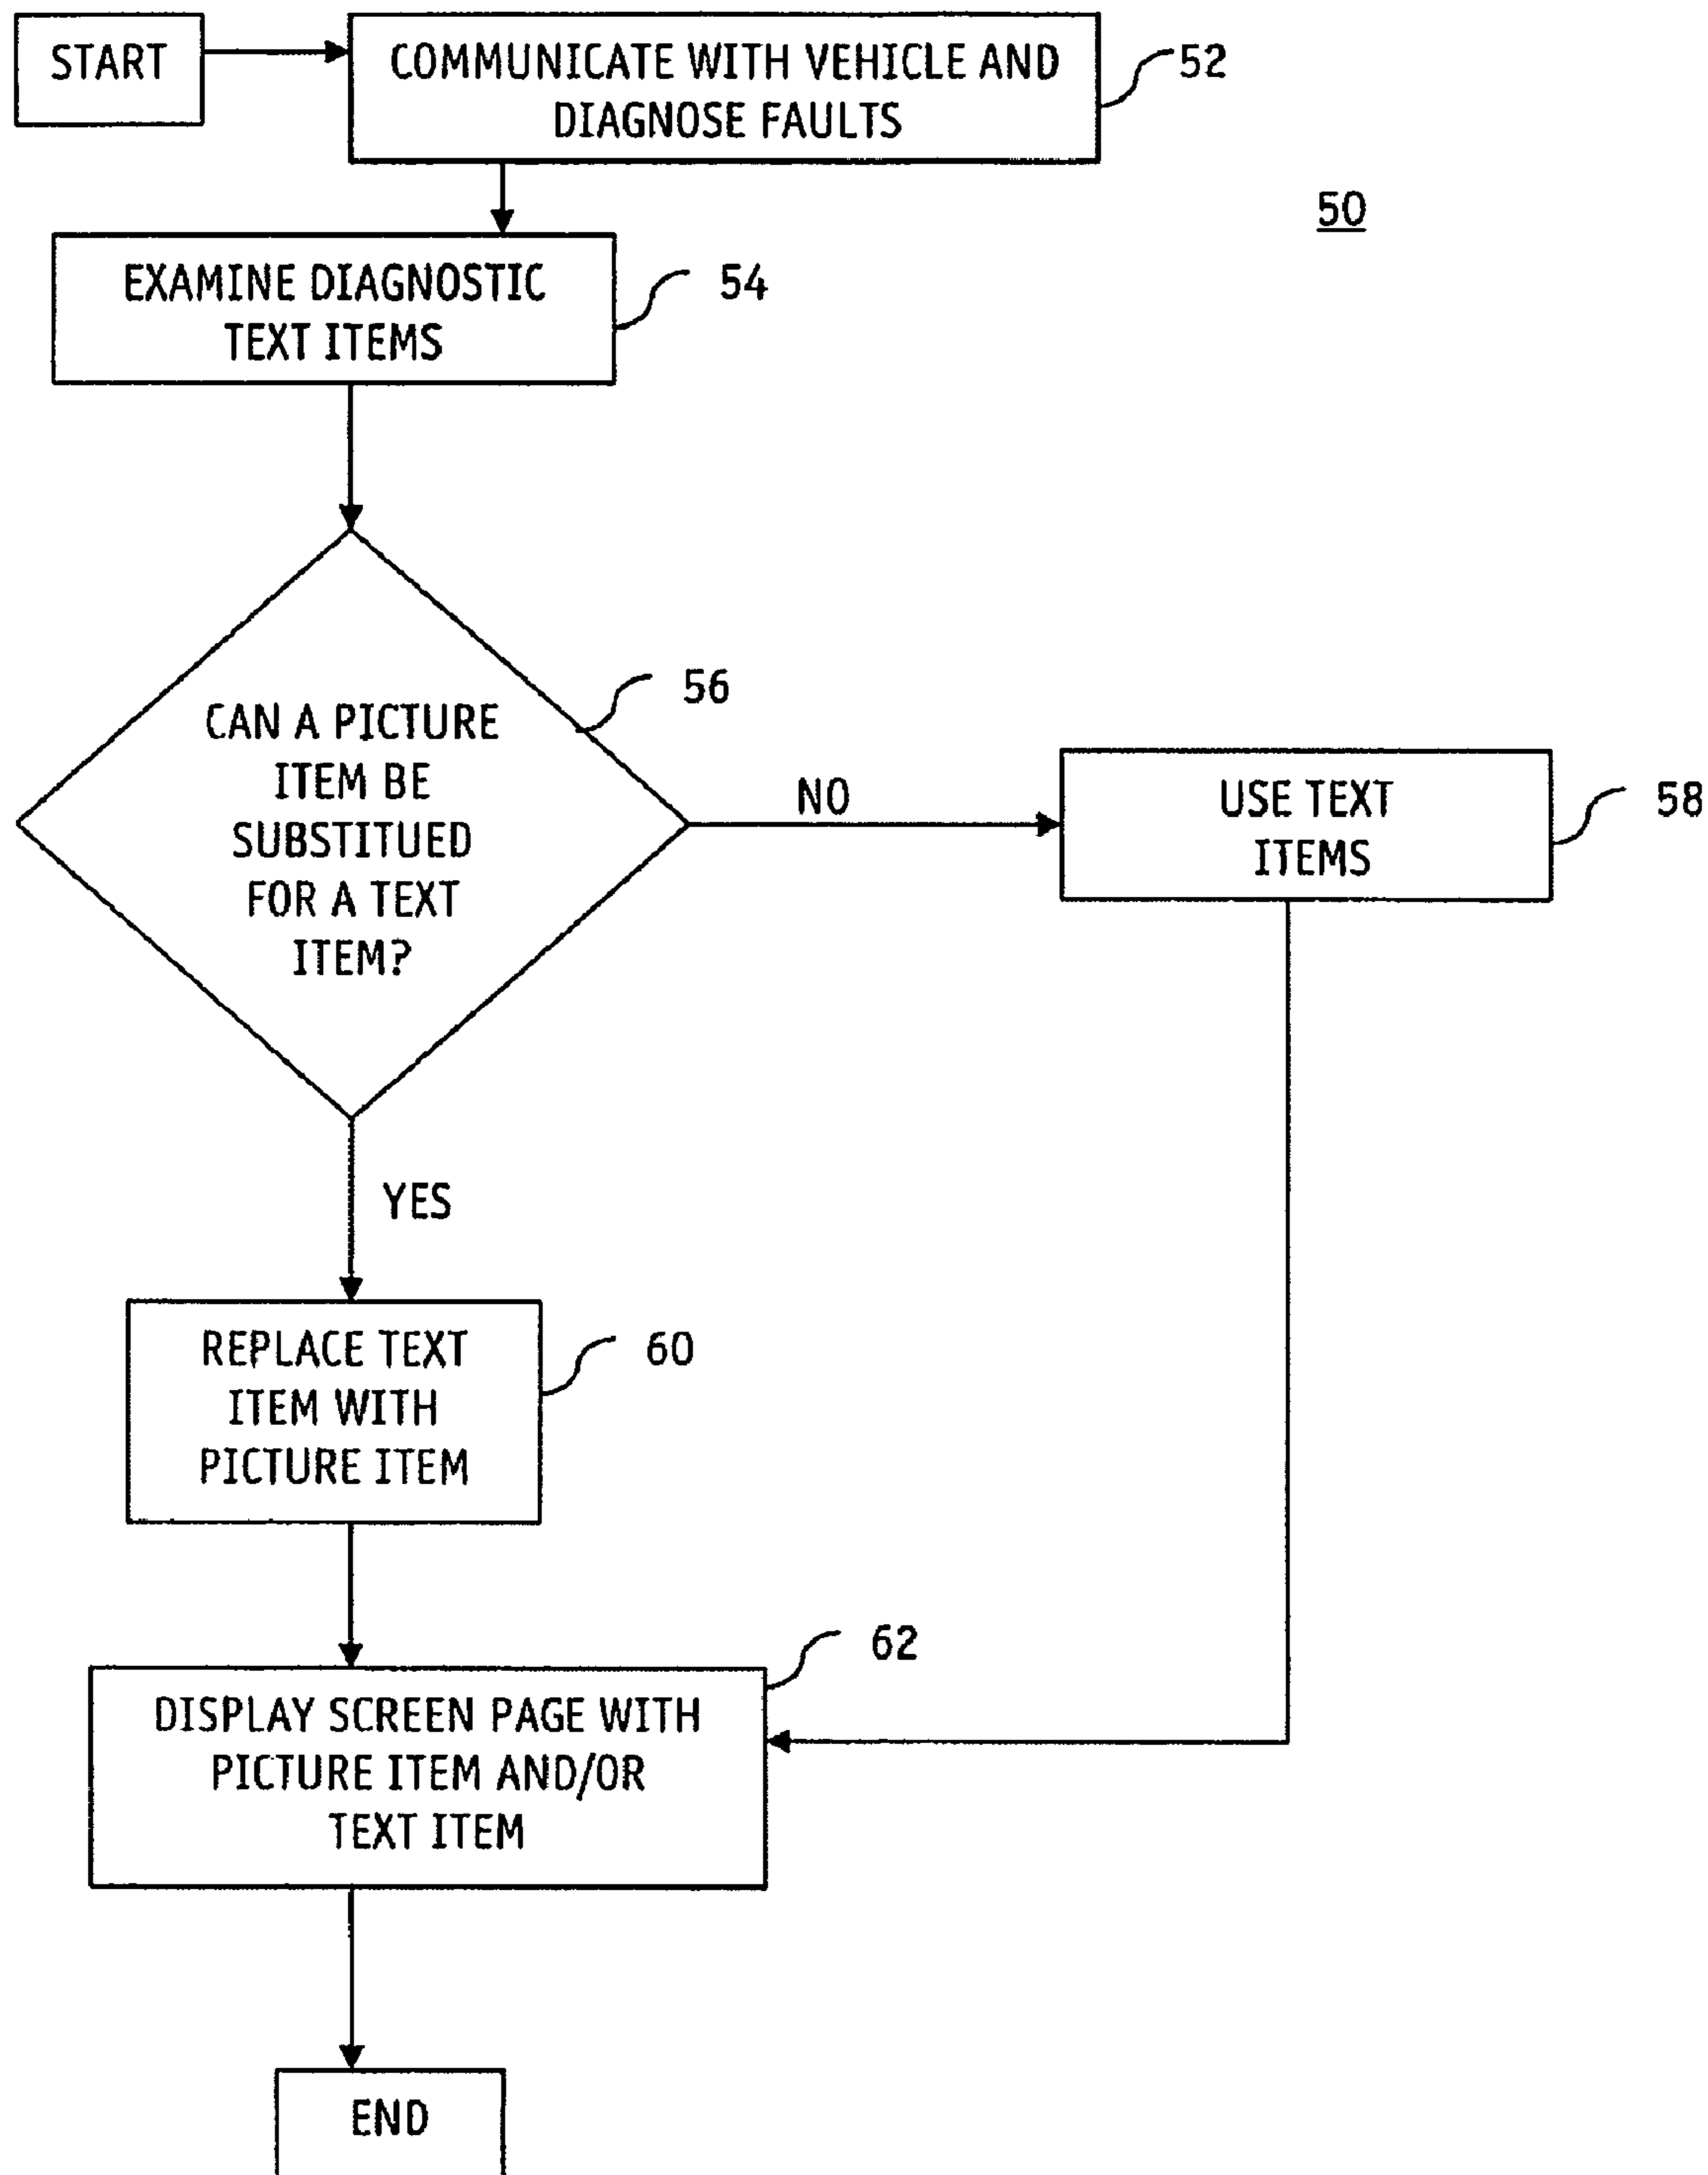 START
COMMUNICATE WITH VEHICLE AND
DIAGNOSE FAULTS
52
50
EXAMINE DIAGNOSTIC
TEXT ITEMS
54
CAN A PICTURE
ITEM BE
SUBSTITUED
FOR A TEXT
ITEM?
56
NO
USE TEXT
ITEMS
58
YES
REPLACE TEXT
ITEM WITH
PICTURE ITEM
60
DISPLAY SCREEN PAGE WITH
PICTURE ITEM AND/OR
TEXT ITEM
62
END